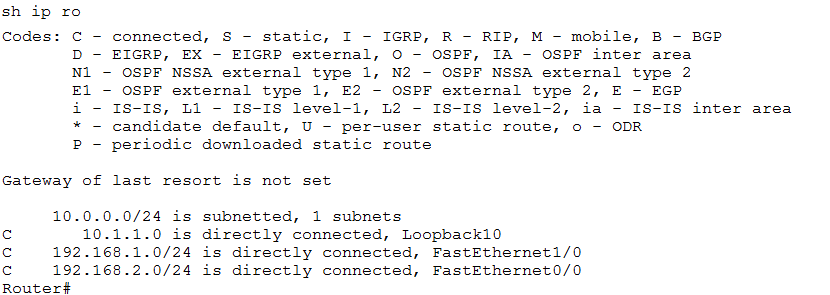 sh ip ro
Codes: C - connected, S - static, I - IGRP, R - RIP, M - mobile, B - BGP
       D - EIGRP, EX - EIGRP external, O - OSPF, IA - OSPF inter area
       N1 - OSPF NSSA external type 1, N2 - OSPF NSSA external type 2
       E1 - OSPF external type 1, E2 - OSPF external type 2, E - EGP
       i - IS-IS, L1 - IS-IS level-1, L2 - IS-IS level-2, ia - IS-IS inter area
       * - candidate default, U - per-user static route, o - ODR
       P - periodic downloaded static route

Gateway of last resort is not set

     10.0.0.0/24 is subnetted, 1 subnets
C       10.1.1.0 is directly connected, Loopback10
C    192.168.1.0/24 is directly connected, FastEthernet1/0
C    192.168.2.0/24 is directly connected, FastEthernet0/0
Router#